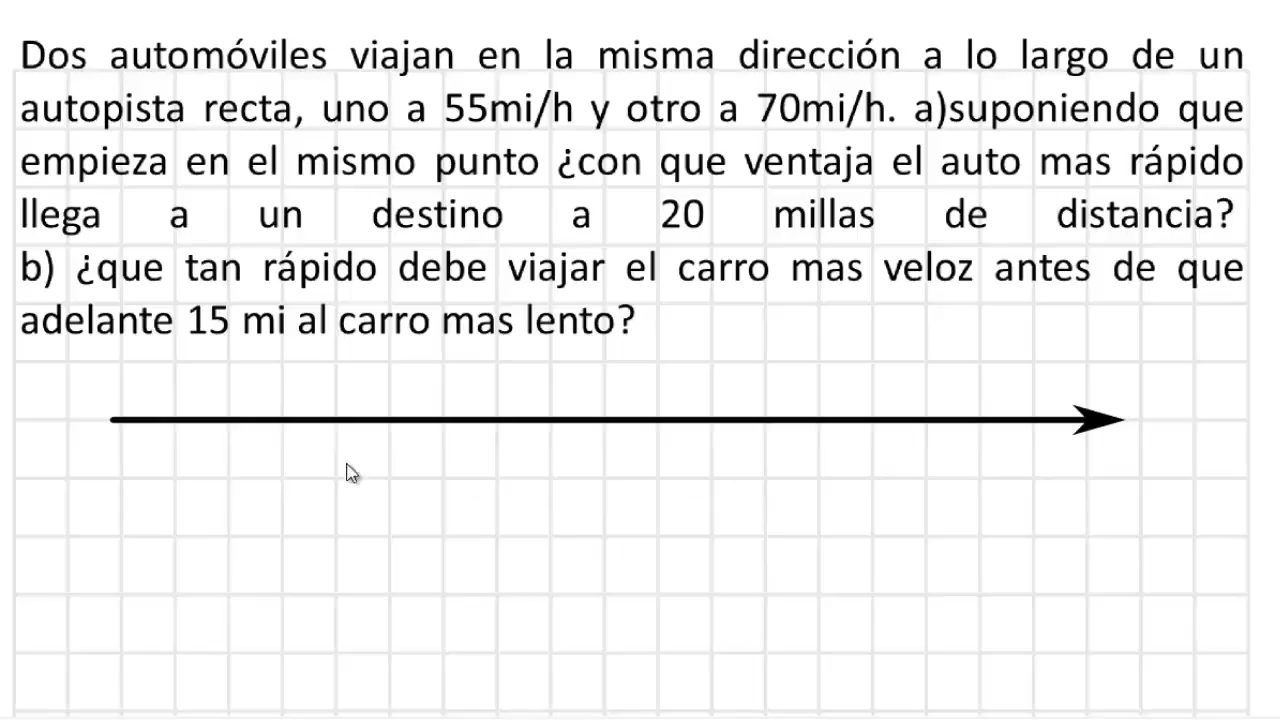 Dos automóviles viajan en la misma dirección a lo largo de un
autopista recta, uno a 55mi/h y otro a 70mi/h. a)suponiendo que
empieza en el mismo punto ¿con que ventaja el auto mas rápido
llega a un destino a 20 millas de distancia?
b) ¿que tan rápido debe viajar el carro mas veloz antes de que
adelante 15 mi al carro mas lento?